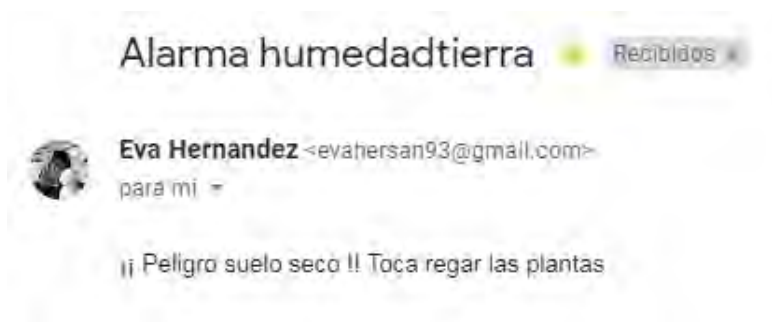 Alarma humedadtierra Recibidos x
Eva Hernandez <evahersan93@gmail.com>
para mí
¡¡ Peligro suelo seco !! Toca regar las plantas